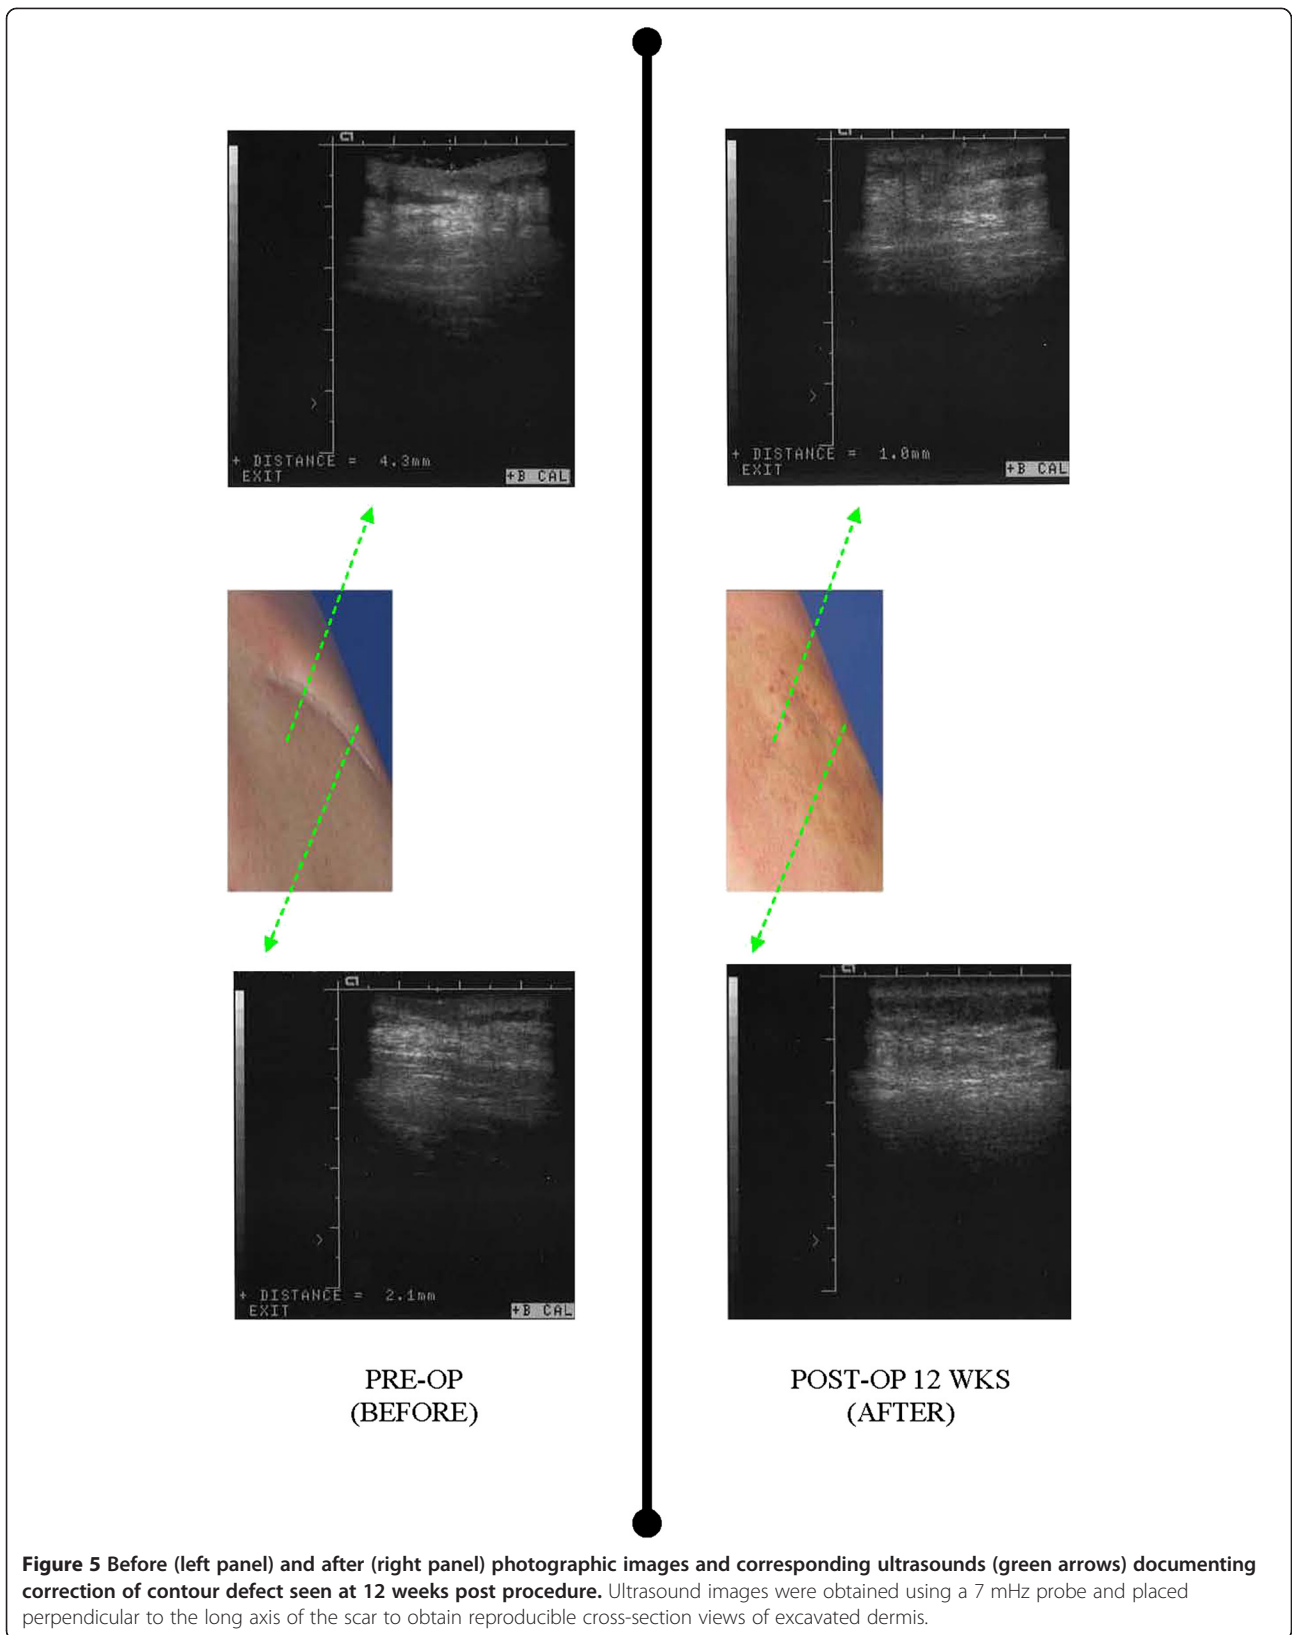 + DISTANCE = 4.3mm
EXIT
+B CAL
+ DISTANCE = 1.0mm
EXIT
+B CAL
+ DISTANCE = 2.1mm
EXIT
+B CAL
PRE-OP
(BEFORE)
POST-OP 12 WKS
(AFTER)
Figure 5 Before (left panel) and after (right panel) photographic images and corresponding ultrasounds (green arrows) documenting
correction of contour defect seen at 12 weeks post procedure. Ultrasound images were obtained using a 7 mHz probe and placed
perpendicular to the long axis of the scar to obtain reproducible cross-section views of excavated dermis.